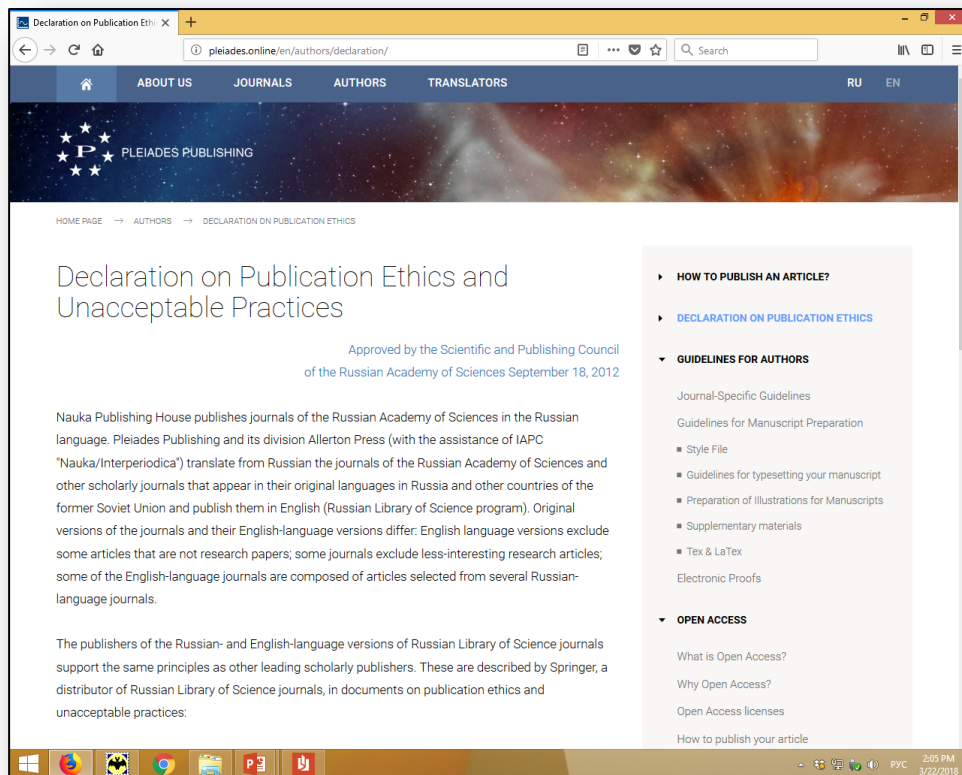 Declaration on Publication Ethic
pleiades.online/en/authors/declaration/
Search
ABOUT US JOURNALS AUTHORS TRANSLATORS RU EN
P PLEIADES PUBLISHING
HOME PAGE → AUTHORS → DECLARATION ON PUBLICATION ETHICS
Declaration on Publication Ethics and
Unacceptable Practices
Approved by the Scientific and Publishing Council
of the Russian Academy of Sciences September 18, 2012
Nauka Publishing House publishes journals of the Russian Academy of Sciences in the Russian
language. Pleiades Publishing and its division Allerton Press (with the assistance of IAPC
"Nauka/Interperiodica") translate from Russian the journals of the Russian Academy of Sciences and
other scholarly journals that appear in their original languages in Russia and other countries of the
former Soviet Union and publish them in English (Russian Library of Science program). Original
versions of the journals and their English-language versions differ: English language versions exclude
some articles that are not research papers; some journals exclude less-interesting research articles;
some of the English-language journals are composed of articles selected from several Russian-
language journals.
The publishers of the Russian- and English-language versions of Russian Library of Science journals
support the same principles as other leading scholarly publishers. These are described by Springer, a
distributor of Russian Library of Science journals, in documents on publication ethics and
unacceptable practices:
HOW TO PUBLISH AN ARTICLE?
DECLARATION ON PUBLICATION ETHICS
GUIDELINES FOR AUTHORS
Journal-Specific Guidelines
Guidelines for Manuscript Preparation
Style File
Guidelines for typesetting your manuscript
Preparation of Illustrations for Manuscripts
Supplementary materials
Tex & LaTex
Electronic Proofs
OPEN ACCESS
What is Open Access?
Why Open Access?
Open Access licenses
How to publish your article
РУС
2:05 PM
3/22/2018